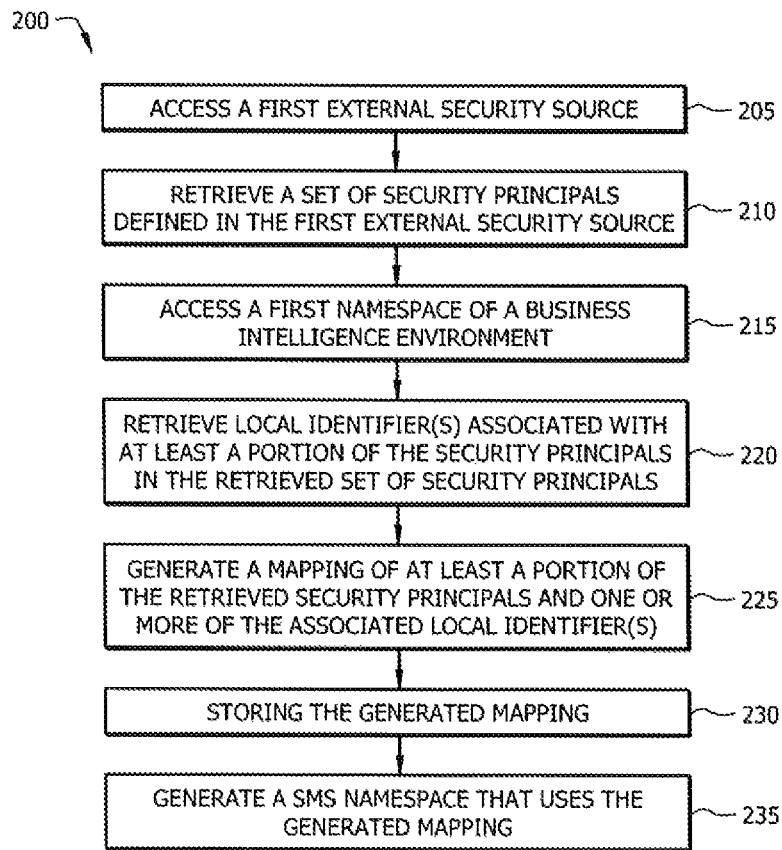 200
ACCESS A FIRST EXTERNAL SECURITY SOURCE
205
RETRIEVE A SET OF SECURITY PRINCIPALS
DEFINED IN THE FIRST EXTERNAL SECURITY SOURCE
210
ACCESS A FIRST NAMESPACE OF A BUSINESS
INTELLIGENCE ENVIRONMENT
215
RETRIEVE LOCAL IDENTIFIER(S) ASSOCIATED WITH
AT LEAST A PORTION OF THE SECURITY PRINCIPALS
IN THE RETRIEVED SET OF SECURITY PRINCIPALS
220
GENERATE A MAPPING OF AT LEAST A PORTION OF
THE RETRIEVED SECURITY PRINCIPALS AND ONE OR
MORE OF THE ASSOCIATED LOCAL IDENTIFIER(S)
225
STORING THE GENERATED MAPPING
230
GENERATE A SMS NAMESPACE THAT USES THE
GENERATED MAPPING
235